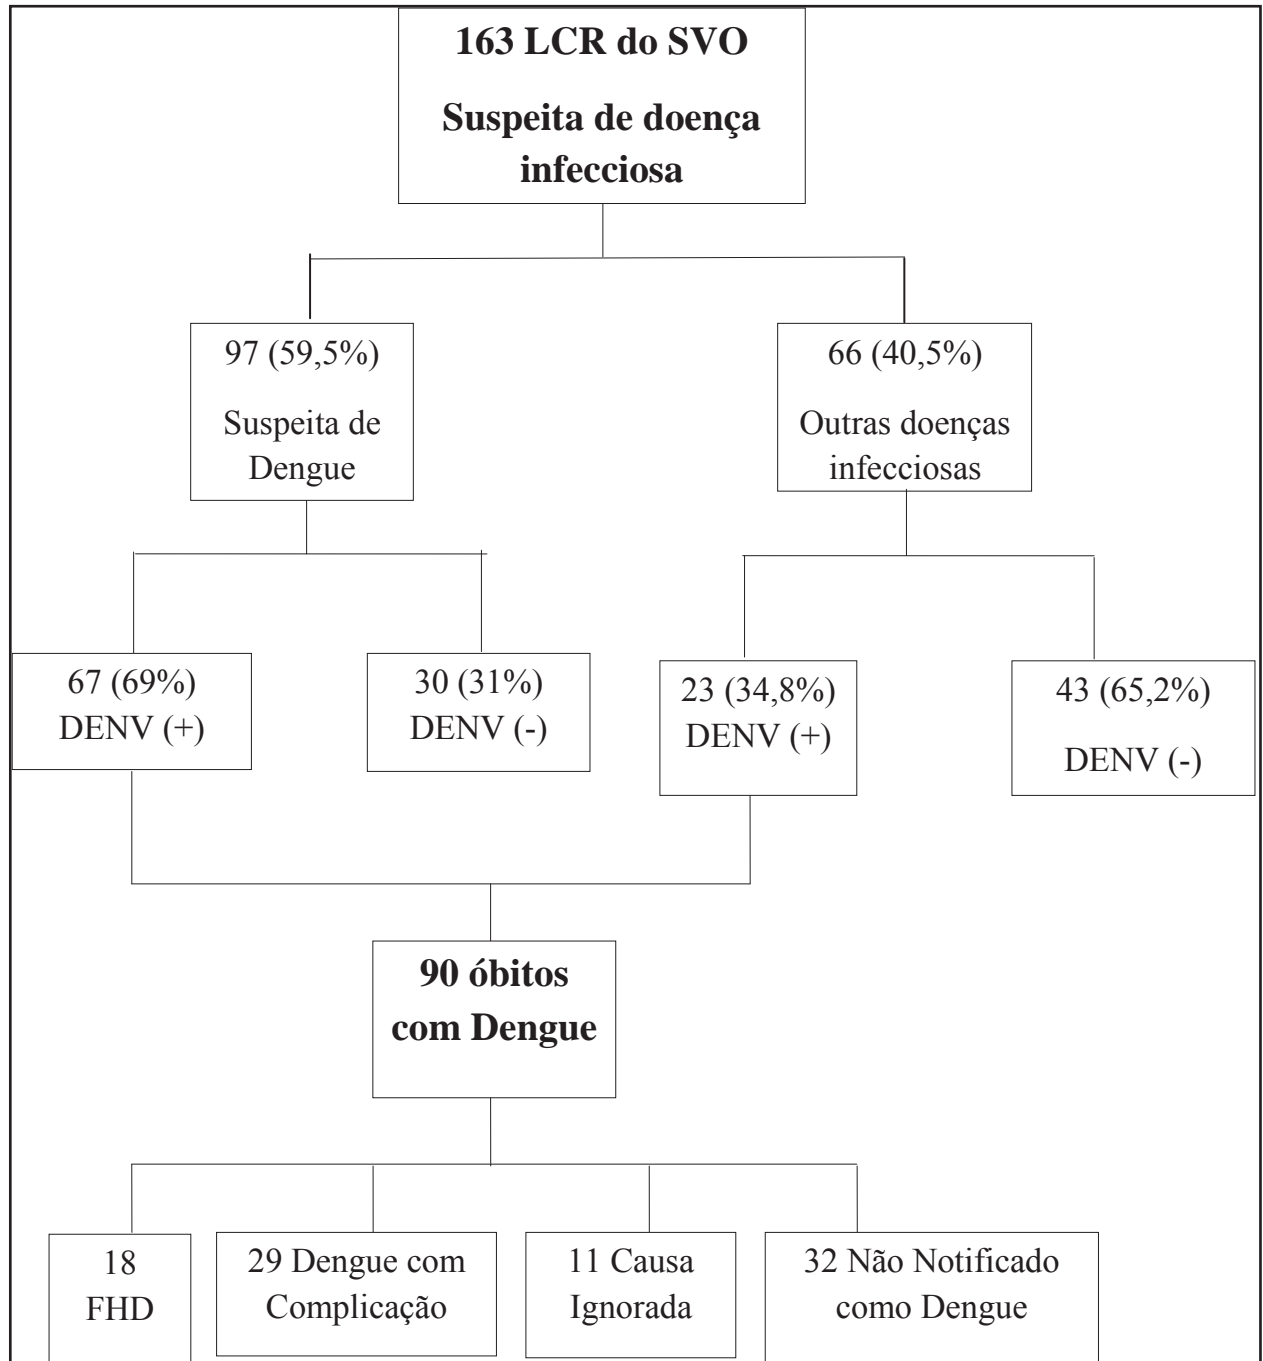 163 LCR do SVO
Suspeita de doença
infecciosa
97 (59,5%)
Suspeita de
Dengue
66 (40,5%)
Outras doenças
infecciosas
67 (69%)
DENV (+)
30 (31%)
DENV (-)
23 (34,8%)
DENV (+)
43 (65,2%)
DENV (-)
90 óbitos
com Dengue
18
FHD
29 Dengue com
Complicação
11 Causa
Ignorada
32 Não Notificado
como Dengue